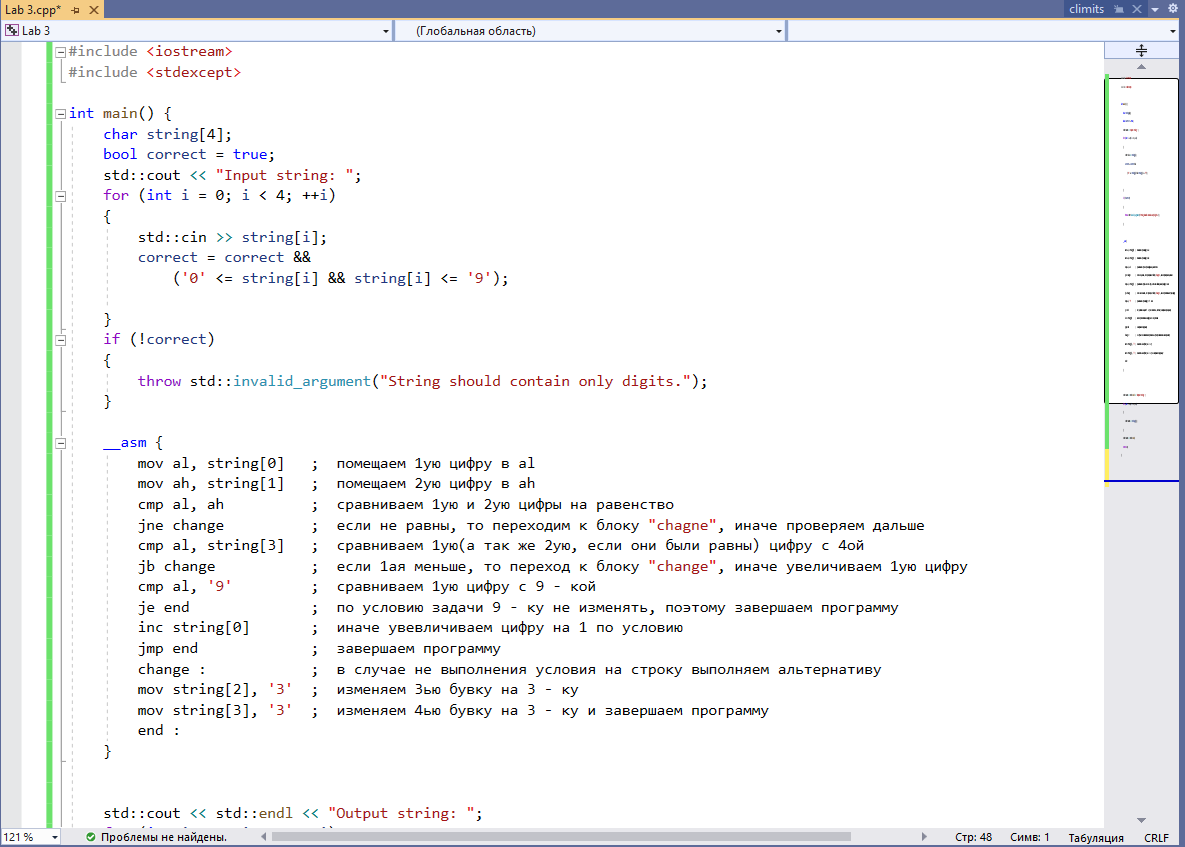 Lab 3.cpp*
climits
Lab 3
(Глобальная область)
#include <iostream>
#include <stdexcept>
int main() {
char string[4];
bool correct = true;
std::cout << "Input string: ";
for (int i = 0; i < 4; ++i)
{
std::cin >> string[i];
correct = correct &&
('0' <= string[i] && string[i] <= '9');
}
if (!correct)
{
throw std::invalid_argument("String should contain only digits.");
}
__asm {
mov al, string[0] ; помещаем 1ую цифру в al
mov ah, string[1] ; помещаем 2ую цифру в ah
cmp al, ah ; сравниваем 1ую и 2ую цифры на равенство
jne change ; если не равны, то переходим к блоку "chagne", иначе проверяем дальше
cmp al, string[3] ; сравниваем 1ую(а так же 2ую, если они были равны) цифру с 4ой
jb change ; если 1ая меньше, то переход к блоку "change", иначе увеличиваем 1ую цифру
cmp al, '9' ; сравниваем 1ую цифру с 9 - кой
je end ; по условию задачи 9 - ку не изменять, поэтому завершаем программу
inc string[0] ; иначе увевличиваем цифру на 1 по условию
jmp end ; завершаем программу
change : ; в случае не выполнения условия на строку выполняем альтернативу
mov string[2], '3' ; изменяем 3ью бувку на 3 - ку
mov string[3], '3' ; изменяем 4ью бувку на 3 - ку и завершаем программу
end :
}
std::cout << std::endl << "Output string: ";
121 %
Проблемы не найдены.
Стр: 48
Симв: 1
Табуляция
CRLF